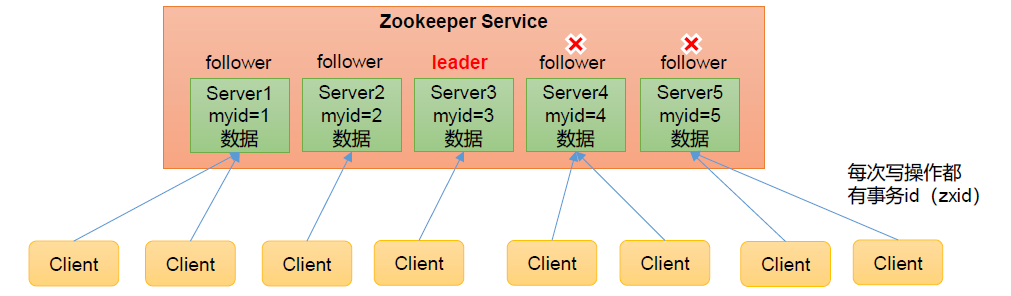 Zookeeper Service
follower
follower
leader
follower
follower
Server1
myid=1
数据
Server2
myid=2
数据
Server3
myid=3
数据
Server4
myid=4
数据
Server5
myid=5
数据
每次写操作都
有事务id（zxid）
Client
Client
Client
Client
Client
Client
Client
Client